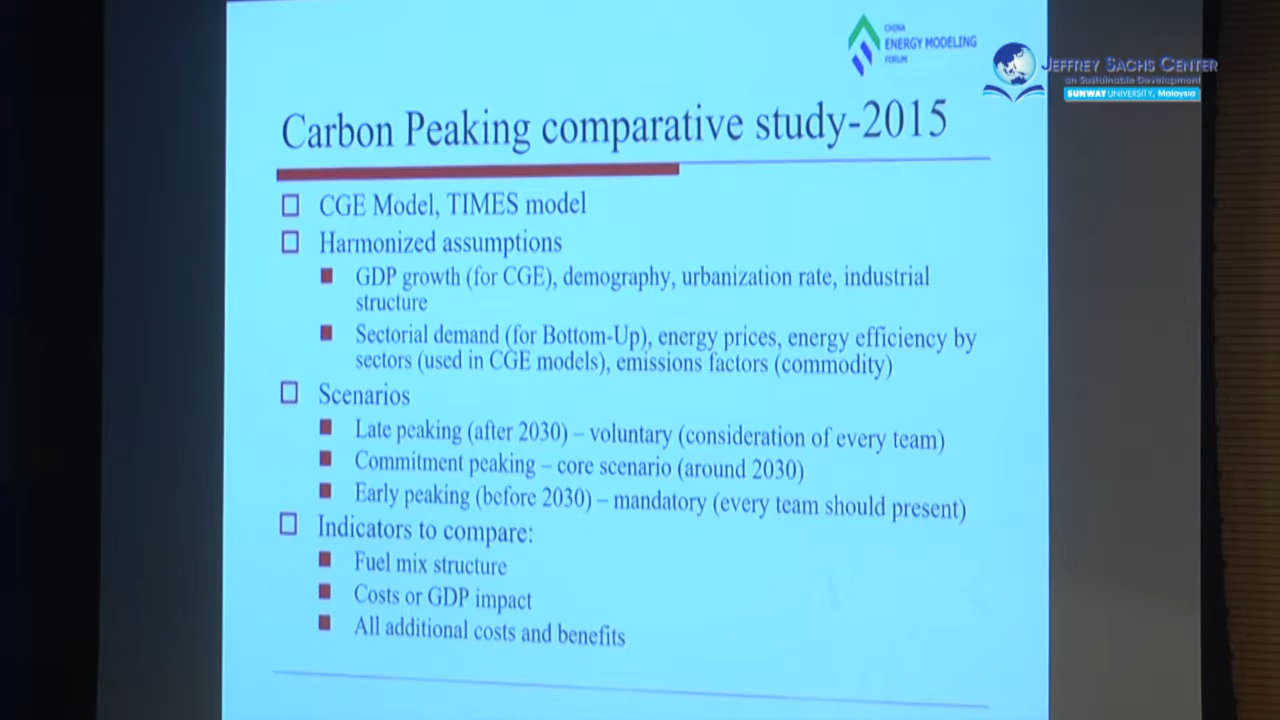 CHINA
ENERGY MODELING
FORUM
JEFFREY SACHS CENTER
on Sustainable Development
SUNWAY UNIVERSITY, Malaysia
Carbon Peaking comparative study-2015
CGE Model, TIMES model
Harmonized assumptions
GDP growth (for CGE), demography, urbanization rate, industrial
structure
Sectorial demand (for Bottom-Up), energy prices, energy efficiency by
sectors (used in CGE models), emissions factors (commodity)
Scenarios
Late peaking (after 2030) – voluntary (consideration of every team)
Commitment peaking – core scenario (around 2030)
Early peaking (before 2030) – mandatory (every team should present)
Indicators to compare:
Fuel mix structure
Costs or GDP impact
All additional costs and benefits